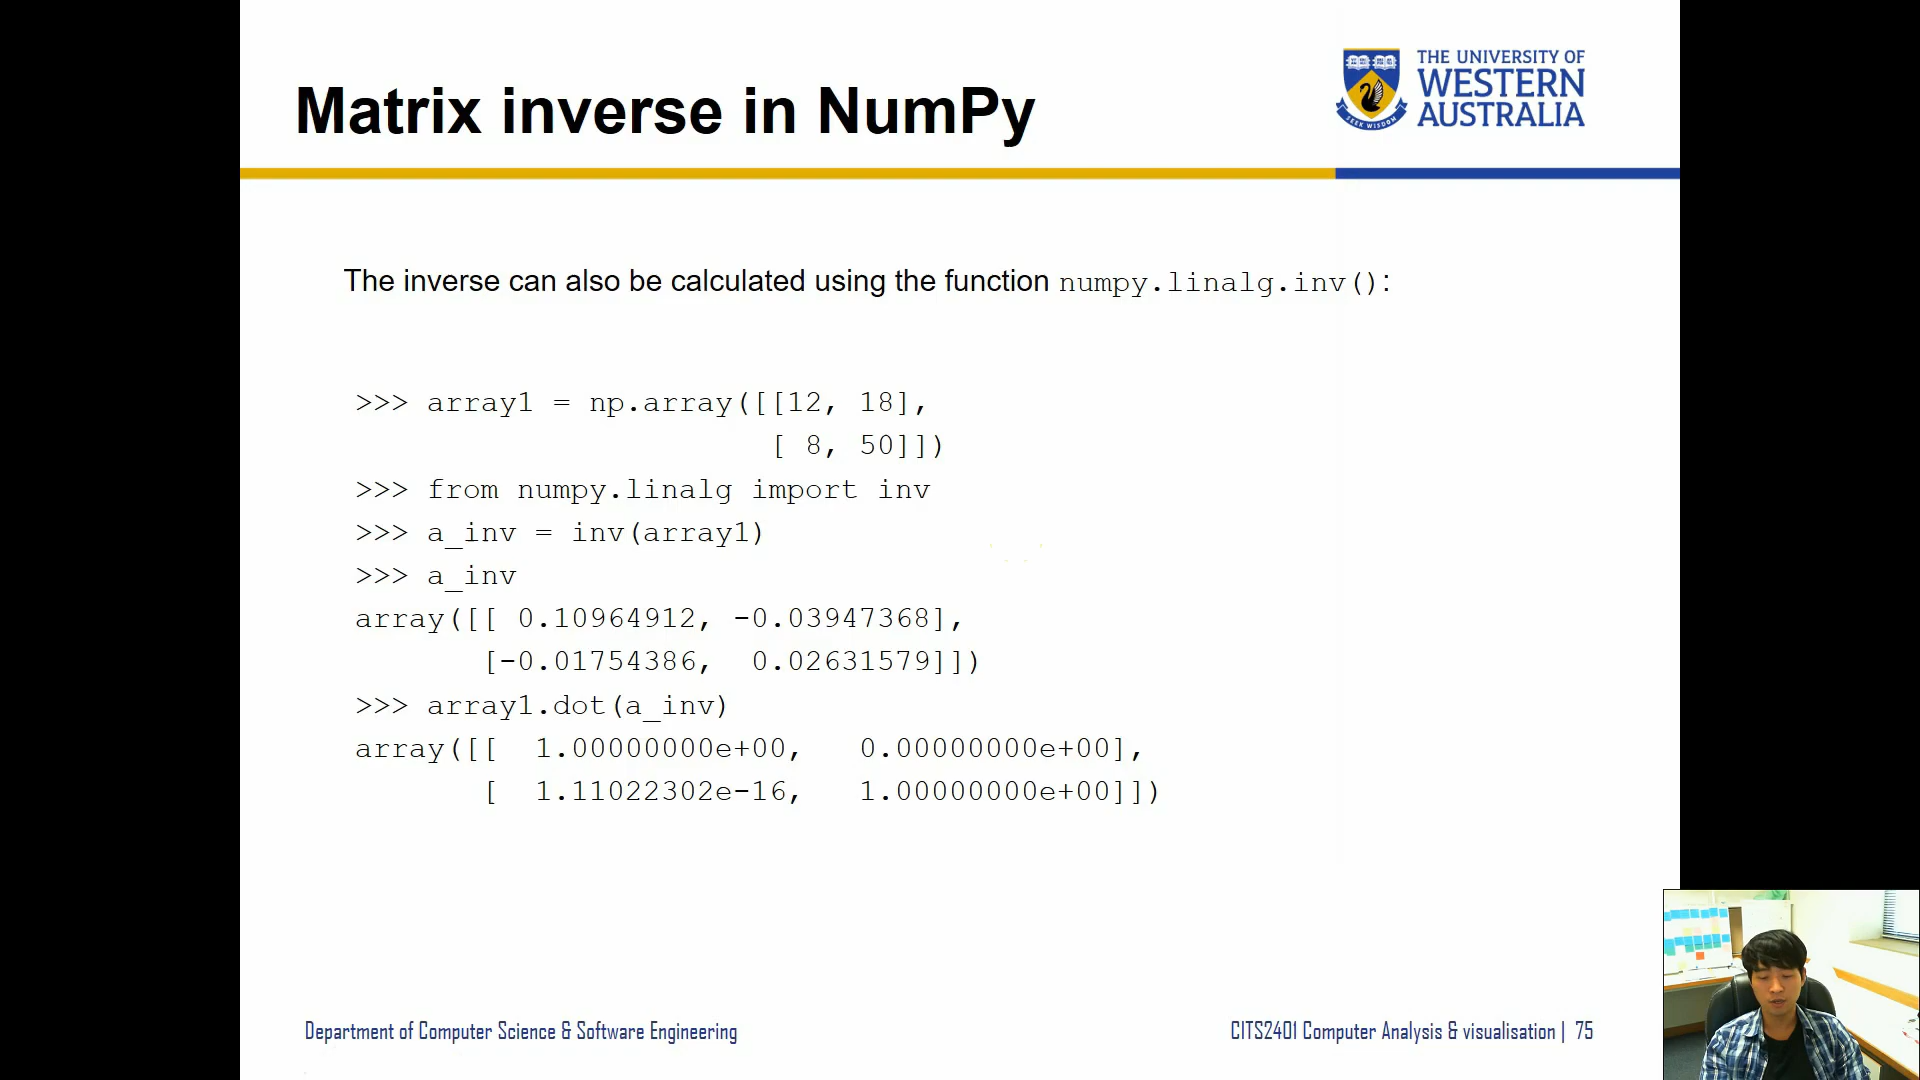 THE UNIVERSITY OF
WESTERN
AUSTRALIA
SEEK WISDOM
Matrix inverse in NumPy
The inverse can also be calculated using the function numpy.linalg.inv():
>>> array1 = np.array([[12, 18],
[ 8, 50]])
>>> from numpy.linalg import inv
>>> a_inv = inv(array1)
>>> a_inv
array([[ 0.10964912, -0.03947368],
[-0.01754386,  0.02631579]])
>>> array1.dot(a_inv)
array([[  1.00000000e+00,   0.00000000e+00],
[  1.11022302e-16,   1.00000000e+00]])
Department of Computer Science & Software Engineering
CITS2401 Computer Analysis & visualisation | 75